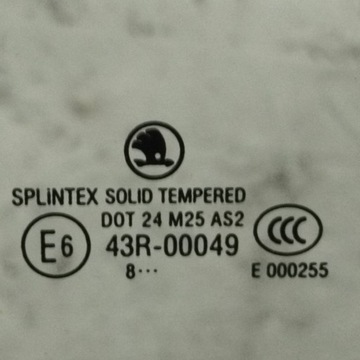 SPLiNTEX SOLID TEMPERED
DOT 24 M25 AS2
E6 43R-00049 CCC
8··· E 000255